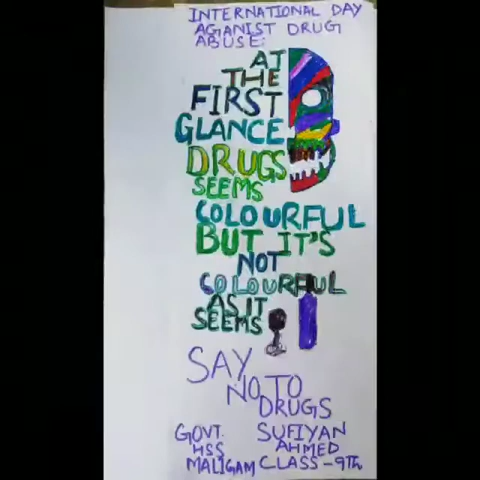 INTERNATIONAL DAY
AGANIST DRUG
ABUSE:
AT
THE
FIRST
GLANCE
DRUGS
SEEMS
COLOURFUL
BUT IT'S
NOT
COLOURFUL
AS IT
SEEMS
SAY
NO TO
DRUGS
GOVT. SUFIYAN
HSS AHMED
MALIGAM CLASS-9TH